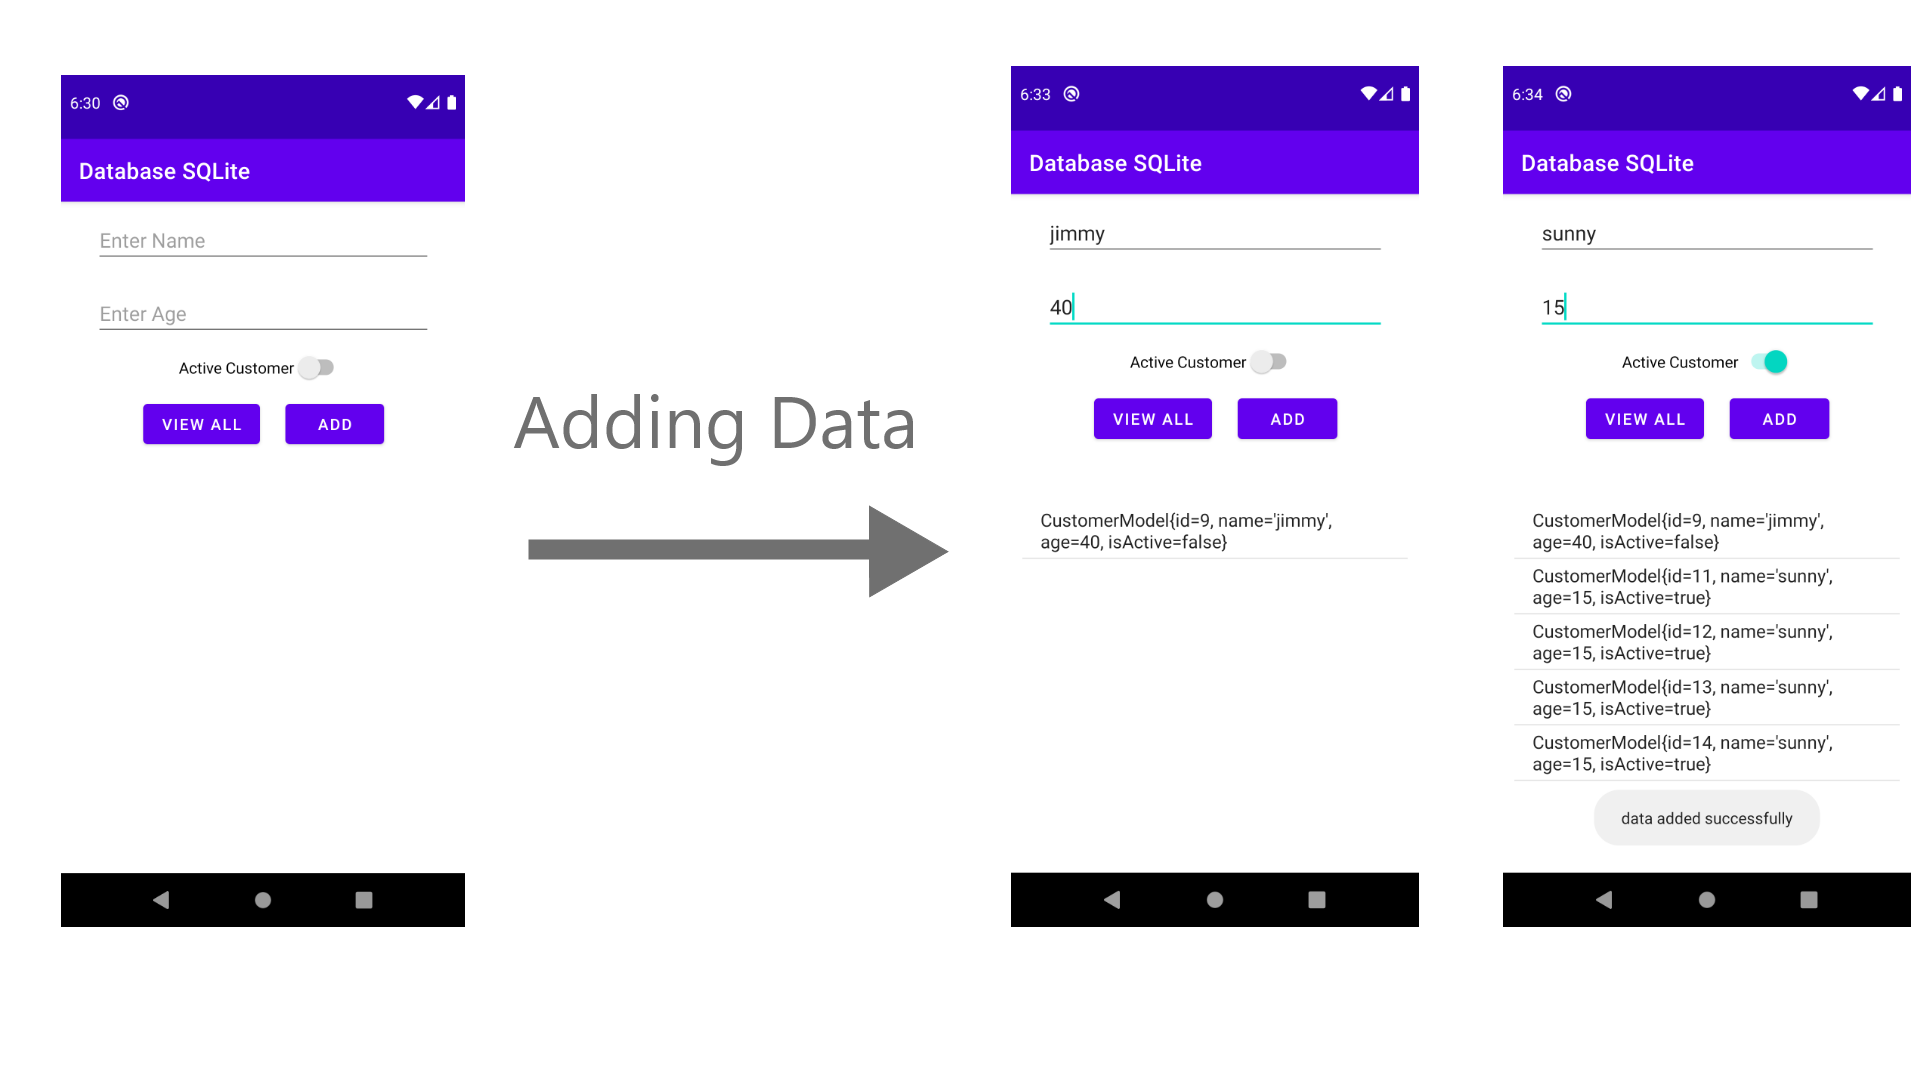 6:30
Database SQLite
Enter Name
Enter Age
Active Customer
VIEW ALL
ADD
Adding Data
6:33
Database SQLite
jimmy
40
Active Customer
VIEW ALL
ADD
CustomerModel{id=9, name='jimmy',
age=40, isActive=false}
6:34
Database SQLite
sunny
15
Active Customer
VIEW ALL
ADD
CustomerModel{id=9, name='jimmy',
age=40, isActive=false}
CustomerModel{id=11, name='sunny',
age=15, isActive=true}
CustomerModel{id=12, name='sunny',
age=15, isActive=true}
CustomerModel{id=13, name='sunny',
age=15, isActive=true}
CustomerModel{id=14, name='sunny',
age=15, isActive=true}
data added successfully